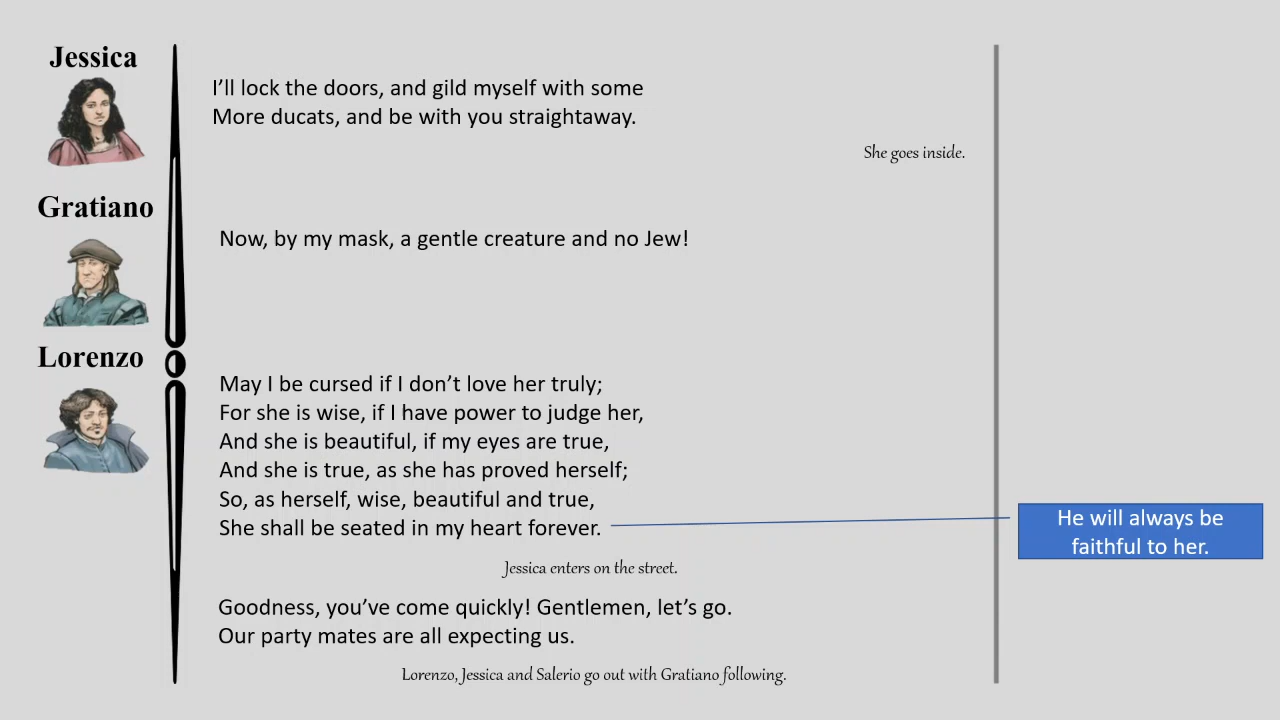 Jessica
I’ll lock the doors, and gild myself with some
More ducats, and be with you straightaway.
She goes inside.
Gratiano
Now, by my mask, a gentle creature and no Jew!
Lorenzo
May I be cursed if I don’t love her truly;
For she is wise, if I have power to judge her,
And she is beautiful, if my eyes are true,
And she is true, as she has proved herself;
So, as herself, wise, beautiful and true,
She shall be seated in my heart forever.
He will always be
faithful to her.
Jessica enters on the street.
Goodness, you’ve come quickly! Gentlemen, let’s go.
Our party mates are all expecting us.
Lorenzo, Jessica and Salerio go out with Gratiano following.